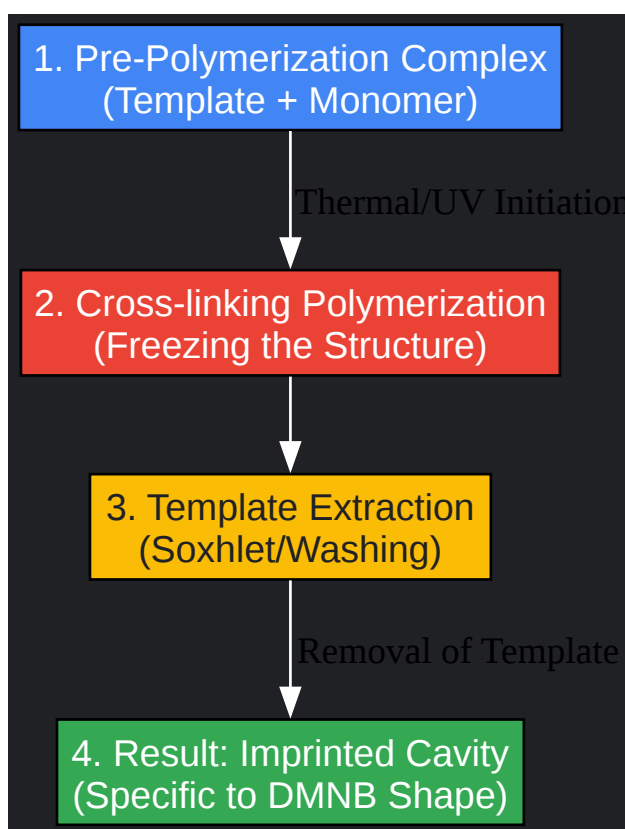 1. Pre-Polymerization Complex
(Template + Monomer)
Thermal/UV Initiation
2. Cross-linking Polymerization
(Freezing the Structure)
3. Template Extraction
(Soxhlet/Washing)
Removal of Template
4. Result: Imprinted Cavity
(Specific to DMNB Shape)